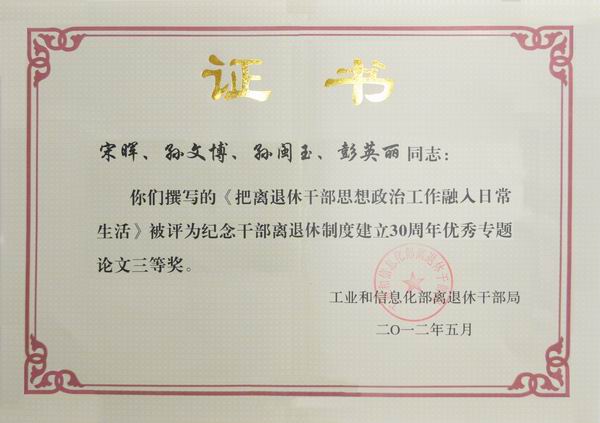 证书
宋晖、孙文博、孙闽玉、彭英丽同志：
你们撰写的《把离退休干部思想政治工作融入日常
生活》被评为纪念干部离退休制度建立30周年优秀专题
论文三等奖。
工业和信息化部离退休干部局
二〇一二年五月